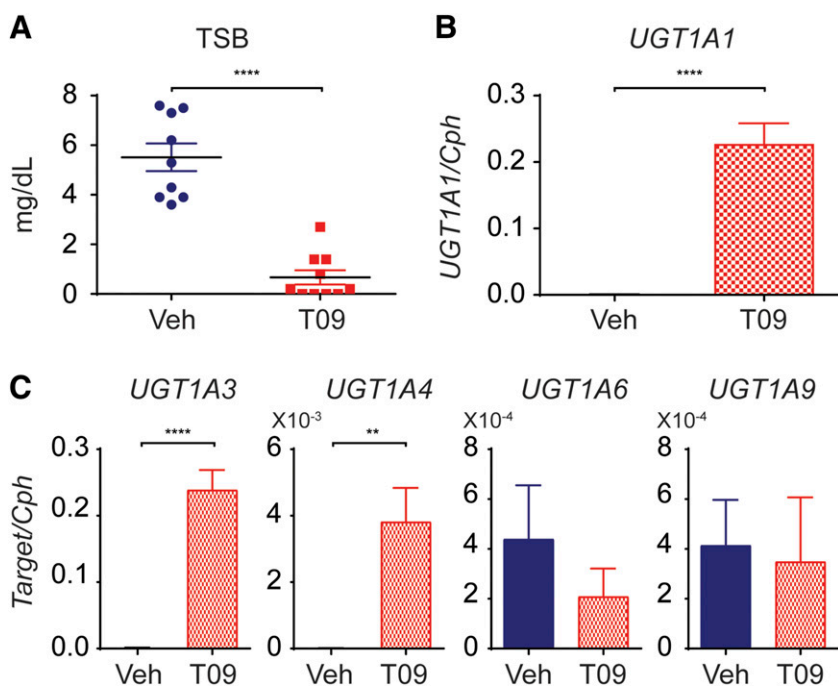 A
TSB
****
mg/dL
8
6
4
2
0
Veh
T09
B
UGT1A1
****
UGT1A1/Cph
0.3
0.2
0.1
0.0
Veh
T09
C
UGT1A3
****
Target/Cph
0.3
0.2
0.1
0.0
Veh
T09
UGT1A4
X10-3
**
6
4
2
0
Veh
T09
UGT1A6
X10-4
8
6
4
2
0
Veh
T09
UGT1A9
X10-4
8
6
4
2
0
Veh
T09